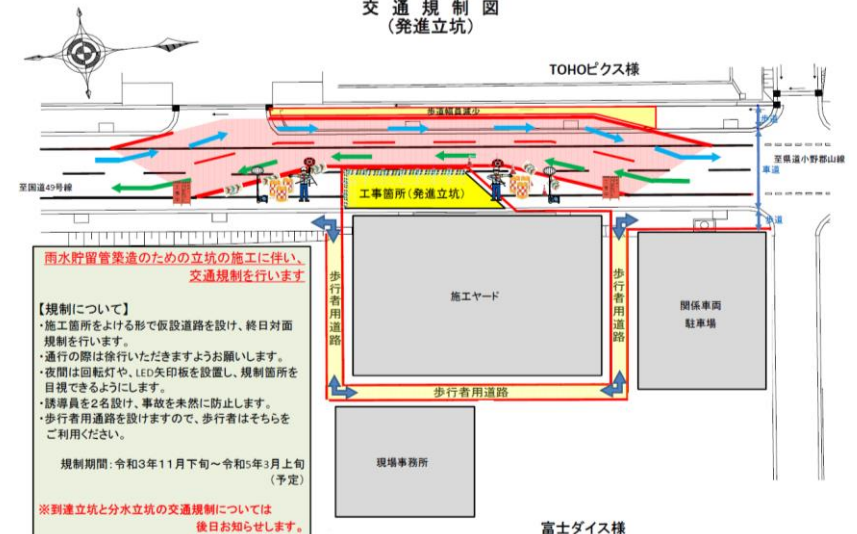 交通規制図
(発進立坑)
TOHOピクス様
歩道幅員減少
歩道
至県道小野郡山線
車道
至国道49号線
工事箇所(発進立坑)
歩道
雨水貯留管築造のための立坑の施工に伴い、
交通規制を行います
【規制について】
・施工箇所をよける形で仮設道路を設け、終日対面
規制を行います。
・通行の際は徐行いただきますようお願いします。
・夜間は回転灯や、LED矢印板を設置し、規制箇所を
目視できるようにします。
・誘導員を2名設け、事故を未然に防止します。
・歩行者用通路を設けますので、歩行者はそちらを
ご利用ください。
規制期間:令和3年11月下旬~令和5年3月上旬
(予定)
※到達立坑と分水立坑の交通規制については
後日お知らせします。
歩行者用道路
施工ヤード
歩行者用道路
関係車両
駐車場
歩行者用道路
現場事務所
富士ダイス様